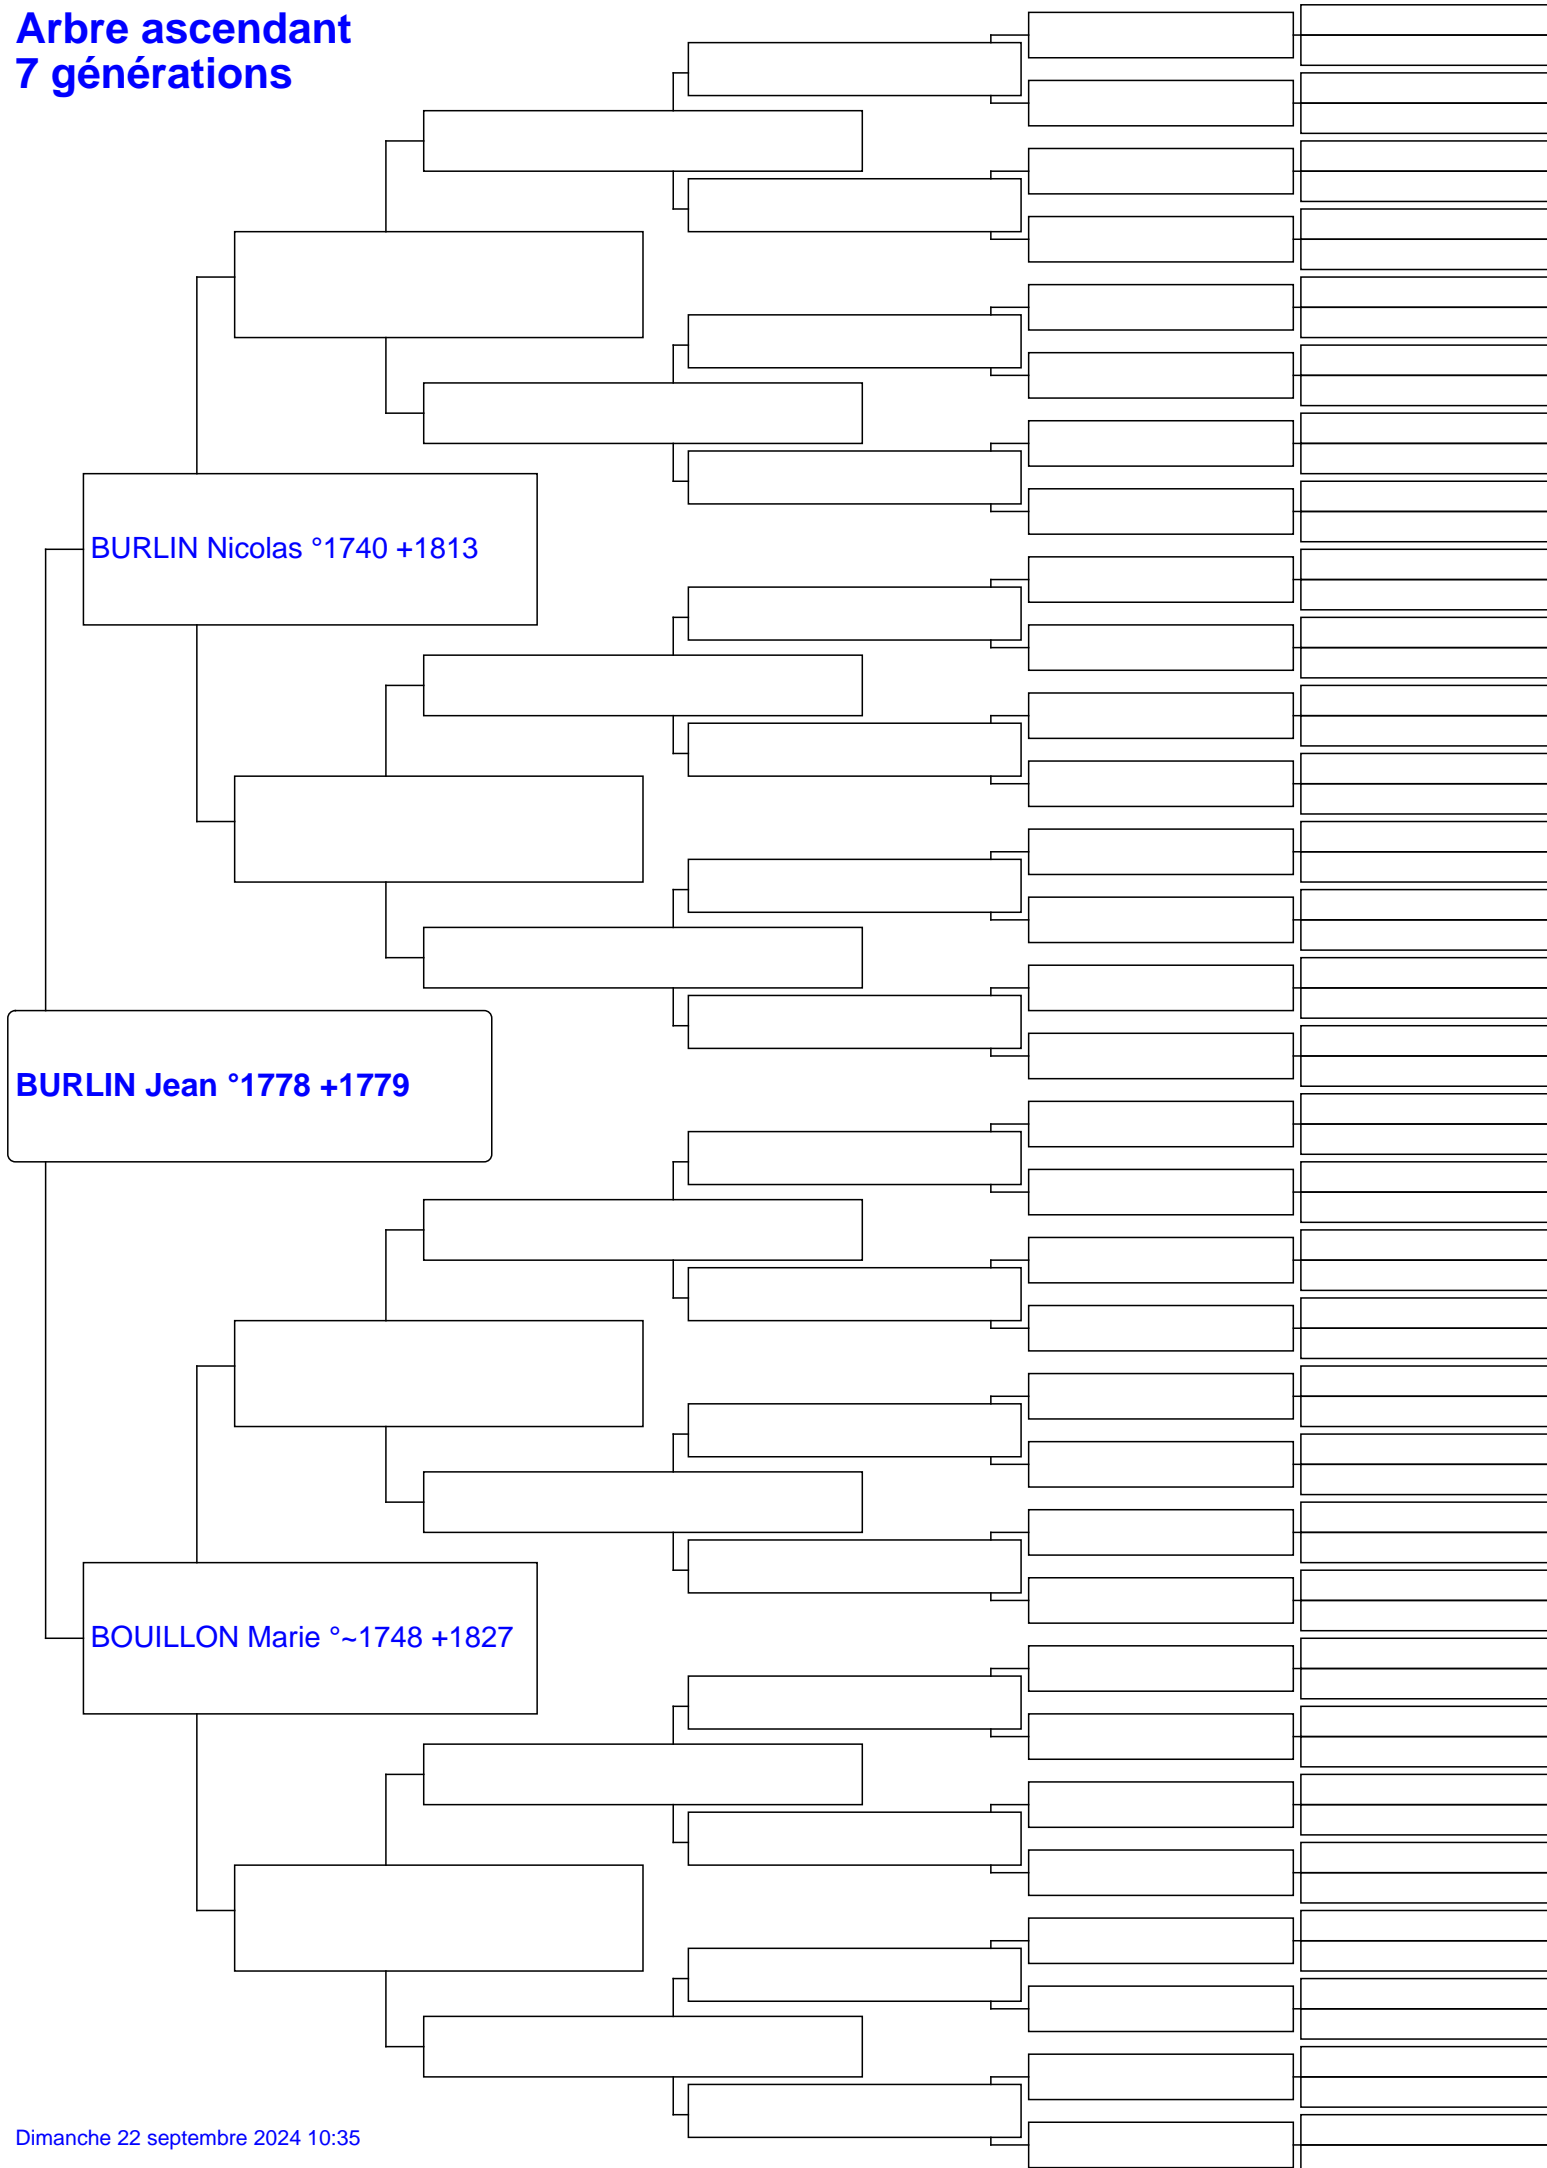 Arbre ascendant
7 générations
BURLIN Nicolas °1740 +1813
BURLIN Jean °1778 +1779
BOUILLON Marie °~1748 +1827
Dimanche 22 septembre 2024 10:35